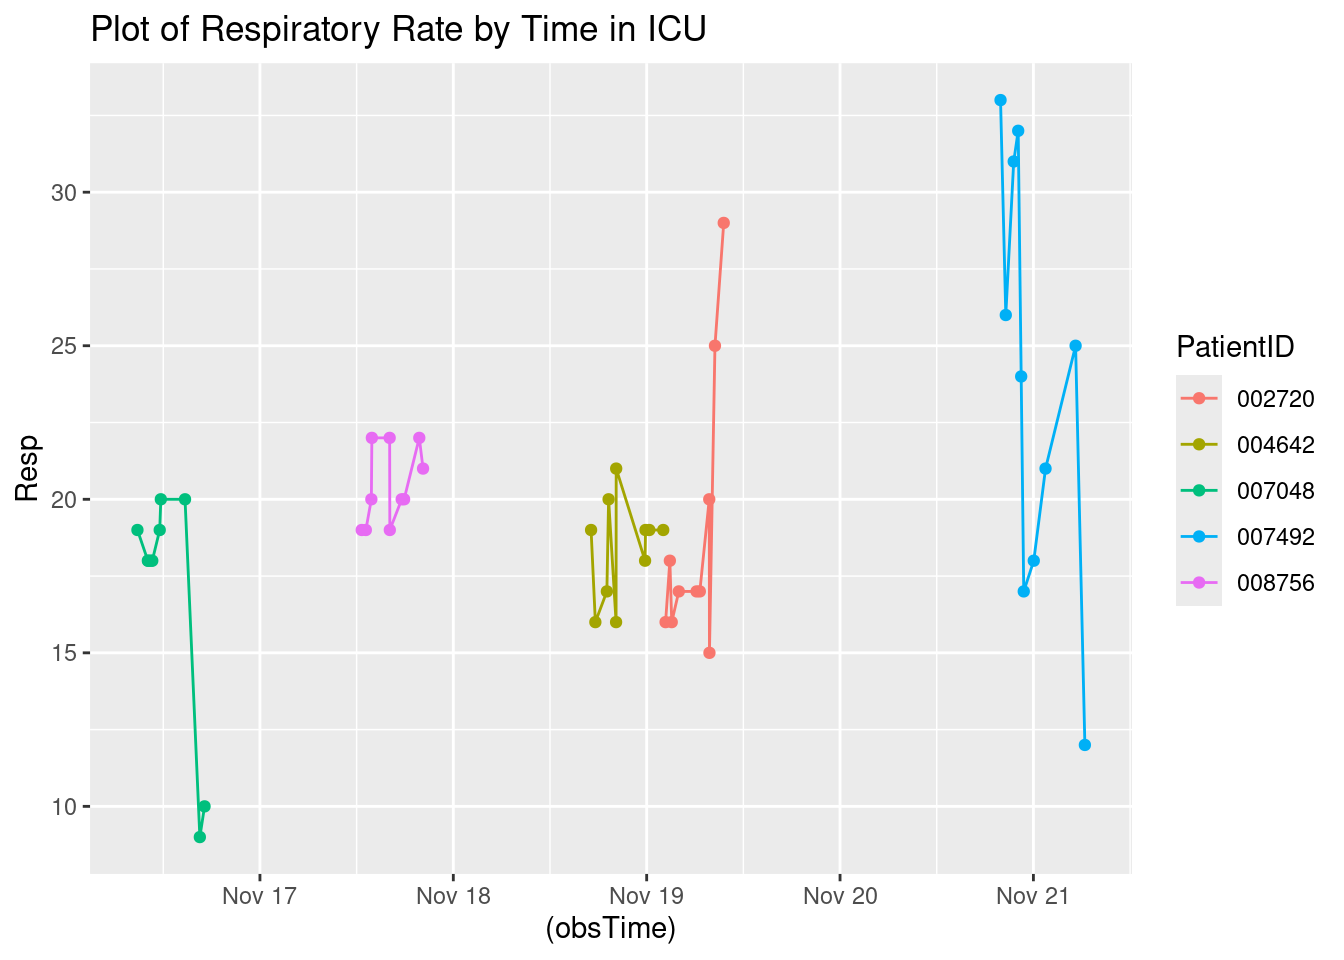 Plot of Respiratory Rate by Time in ICU
Resp
30
25
20
15
10
Nov 17
Nov 18
Nov 19
Nov 20
Nov 21
(obsTime)
PatientID
002720
004642
007048
007492
008756